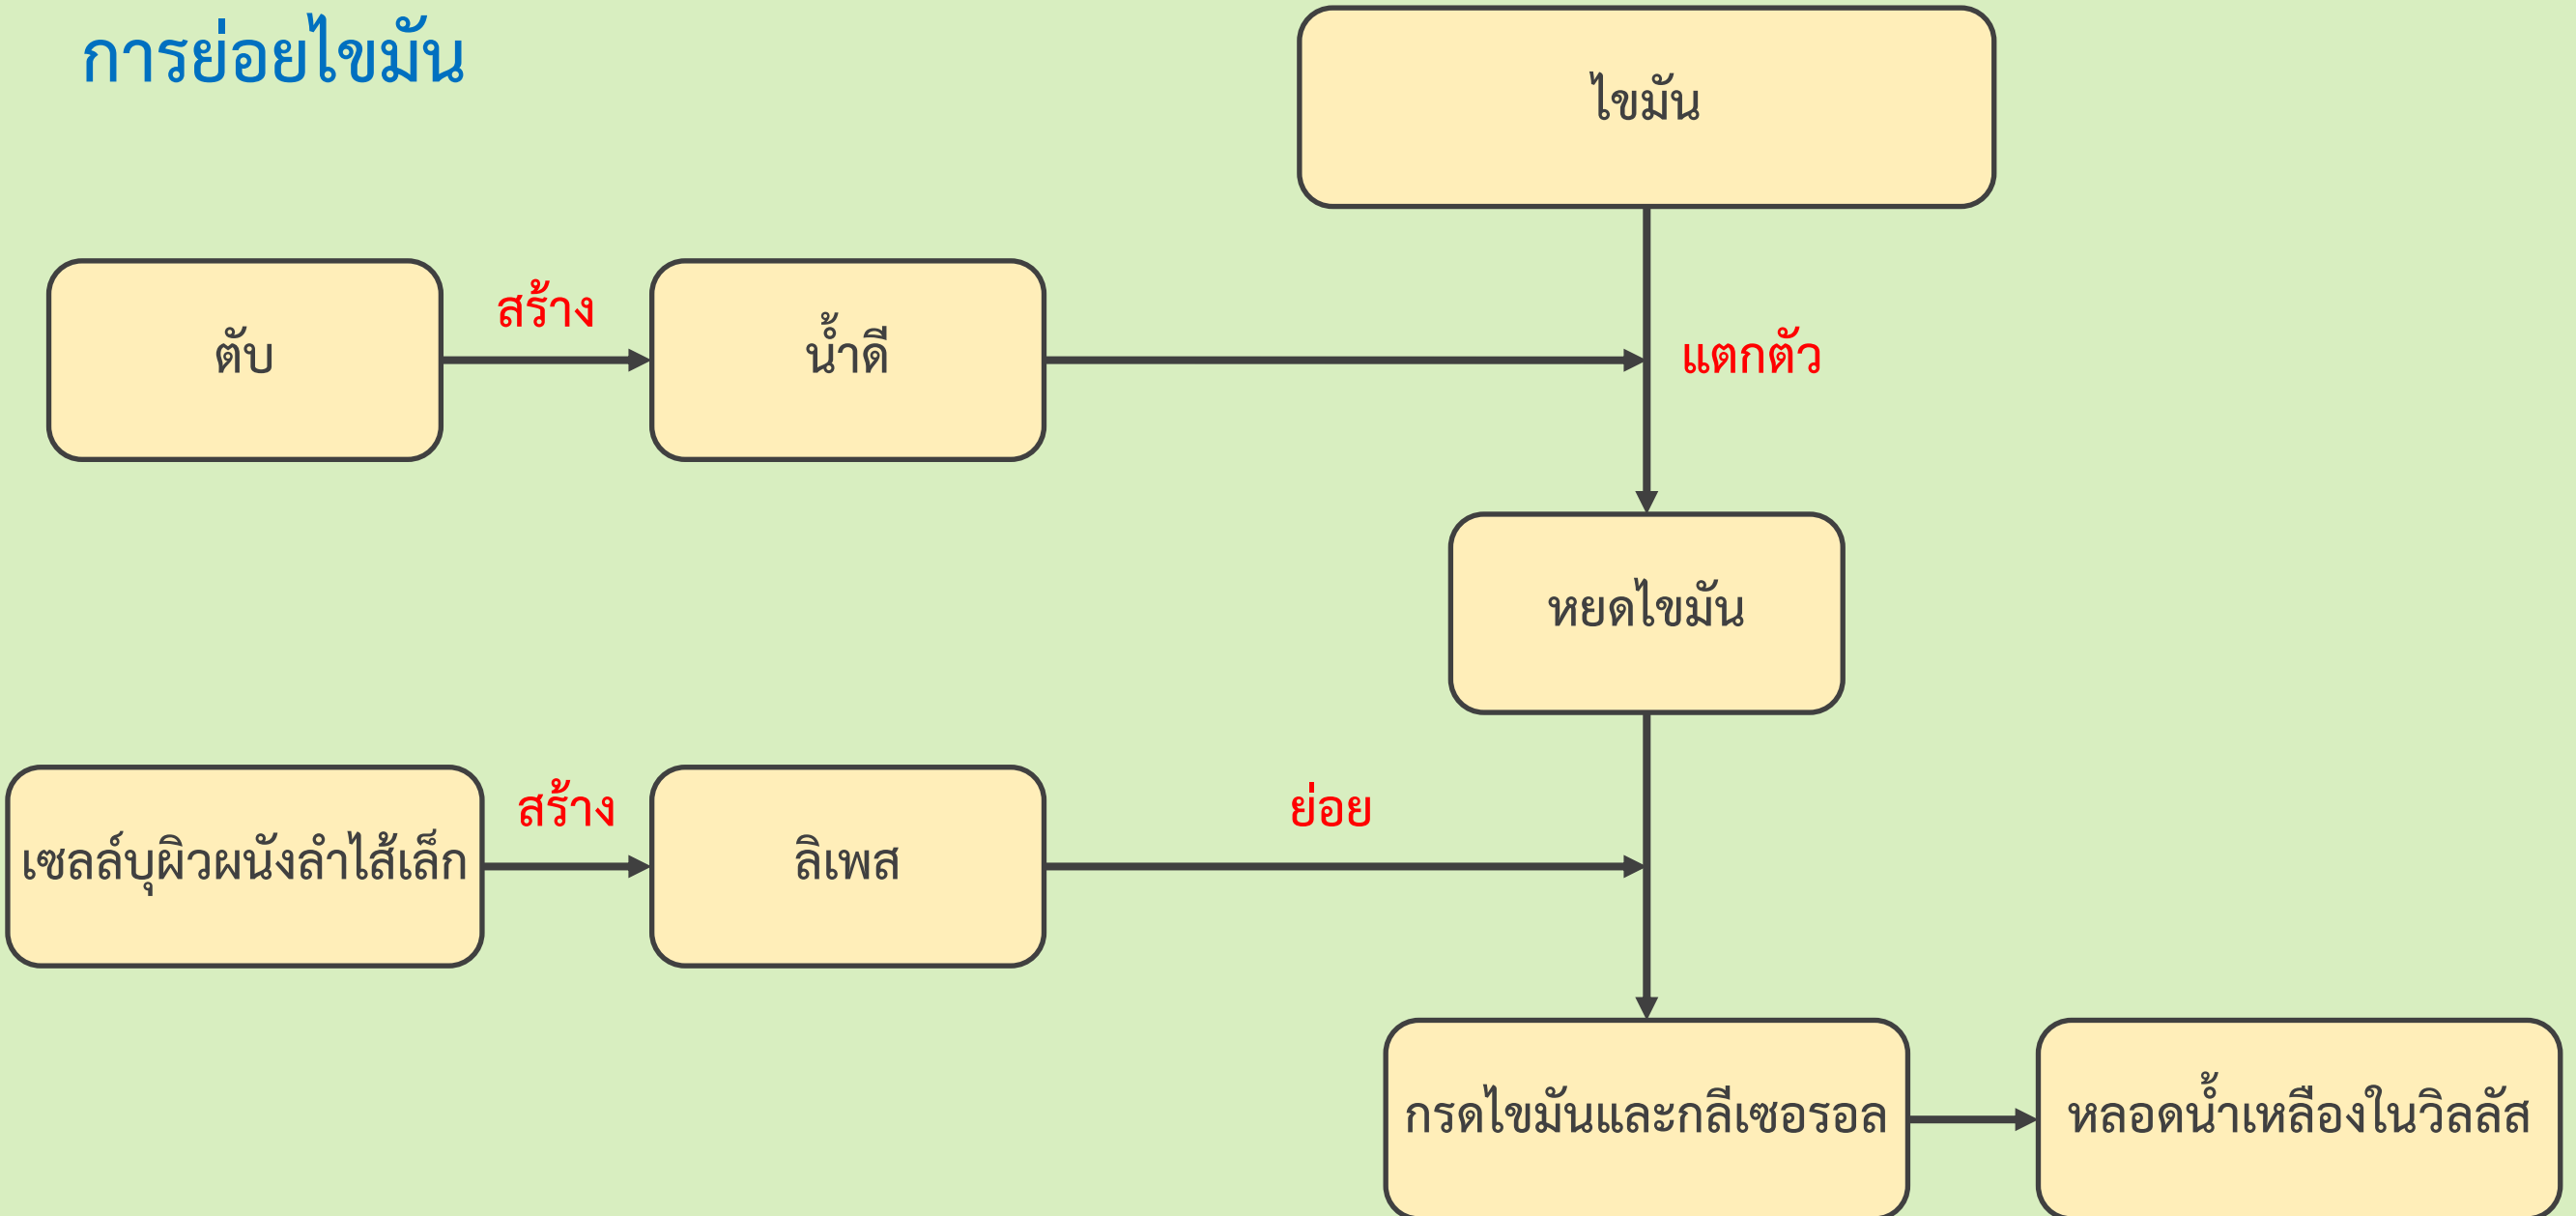 การย่อยไขมัน
ไขมัน
ตับ
สร้าง
น้ำดี
แตกตัว
หยดไขมัน
เซลล์บุผิวผนังลำไส้เล็ก
สร้าง
ลิเพส
ย่อย
กรดไขมันและกลีเซอรอล
หลอดน้ำเหลืองในวิลลัส